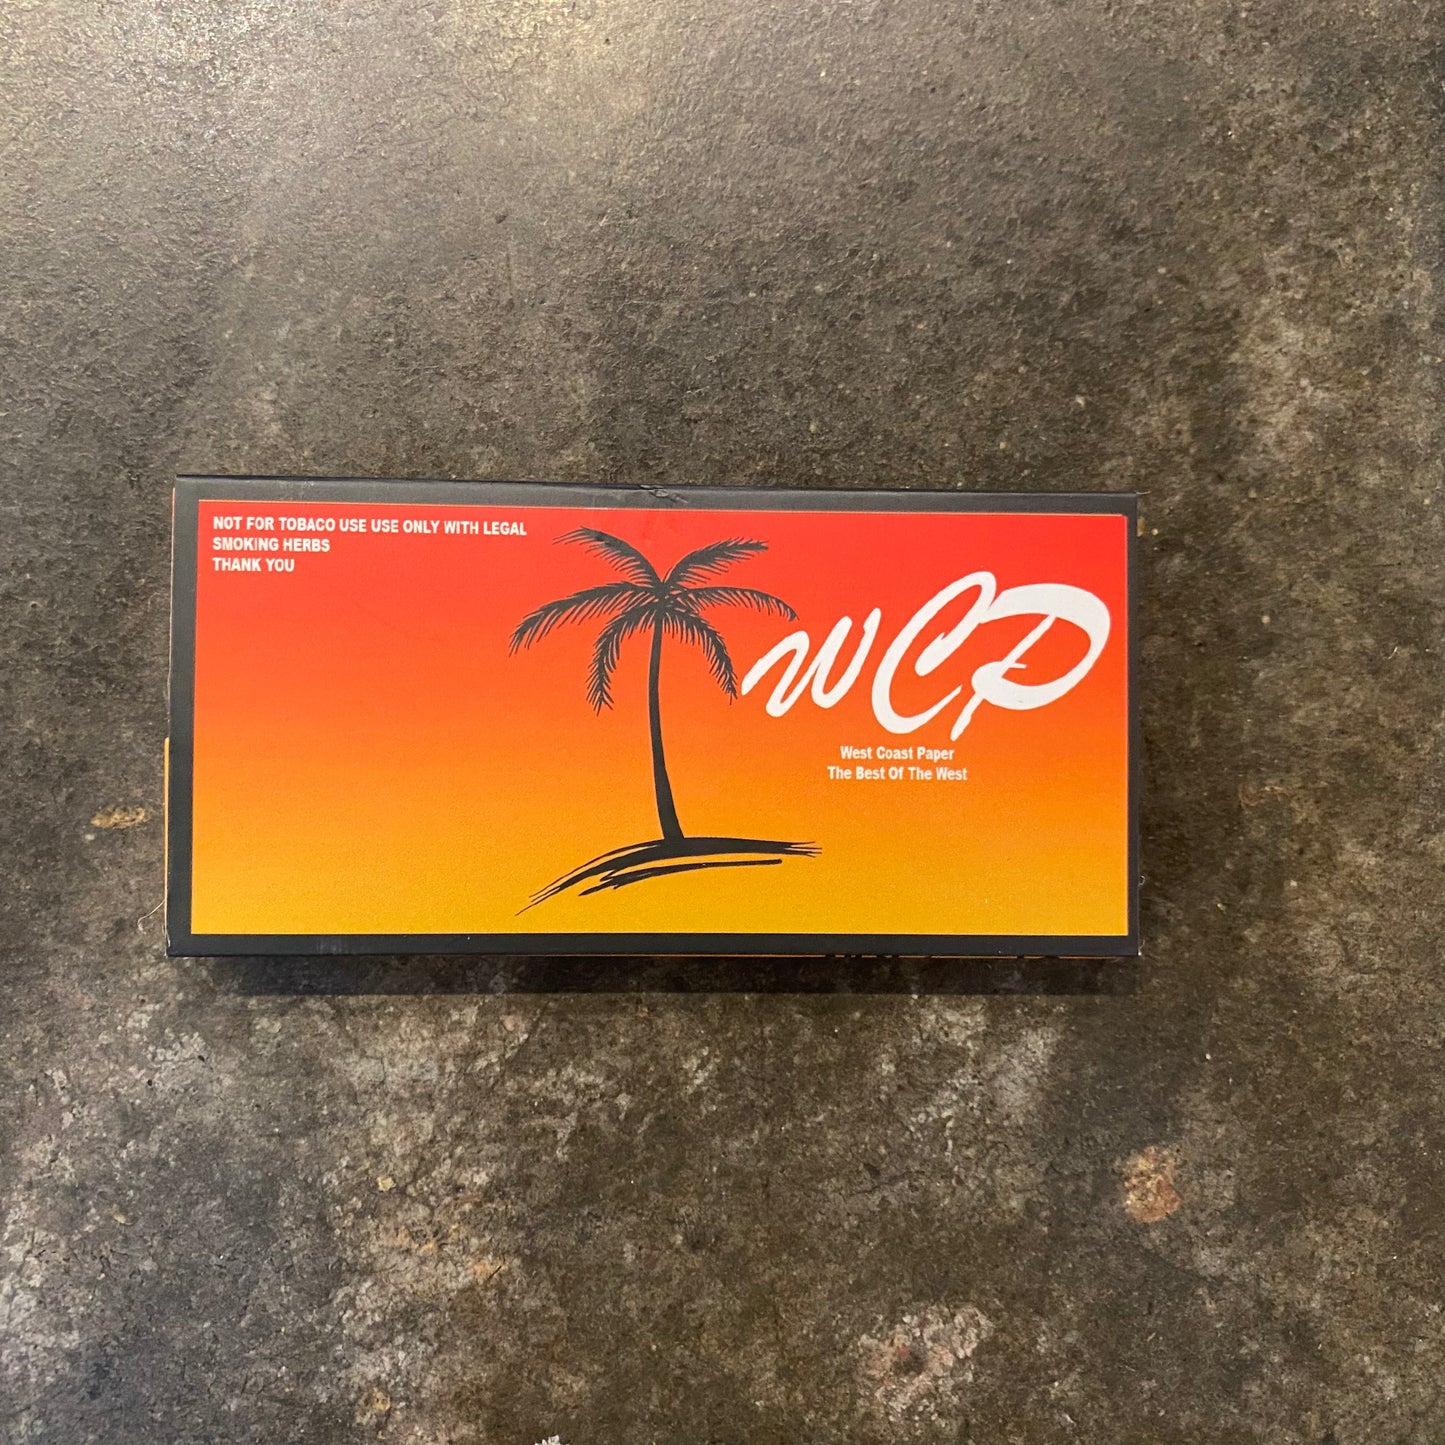 NOT FOR TOBACO USE USE ONLY WITH LEGAL
SMOKING HERBS
THANK YOU
WCP
West Coast Paper
The Best Of The West